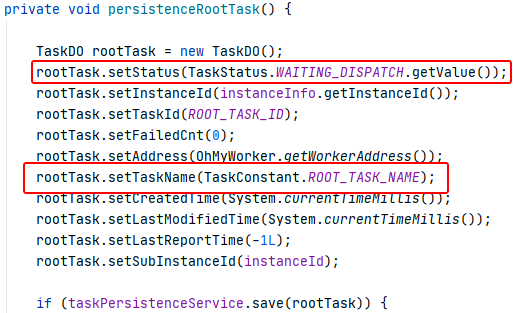 private void persistenceRootTask() {
TaskDO rootTask = new TaskDO();
rootTask.setStatus(TaskStatus.WAITING_DISPATCH.getValue());
rootTask.setInstanceId(instanceInfo.getInstanceId());
rootTask.setTaskId(ROOT_TASK_ID);
rootTask.setFailedCnt(0);
rootTask.setAddress(OhMyWorker.getWorkerAddress());
rootTask.setTaskName(TaskConstant.ROOT_TASK_NAME);
rootTask.setCreatedTime(System.currentTimeMillis());
rootTask.setLastModifiedTime(System.currentTimeMillis());
rootTask.setLastReportTime(-1L);
rootTask.setSubInstanceId(instanceId);
if (taskPersistenceService.save(rootTask)) {